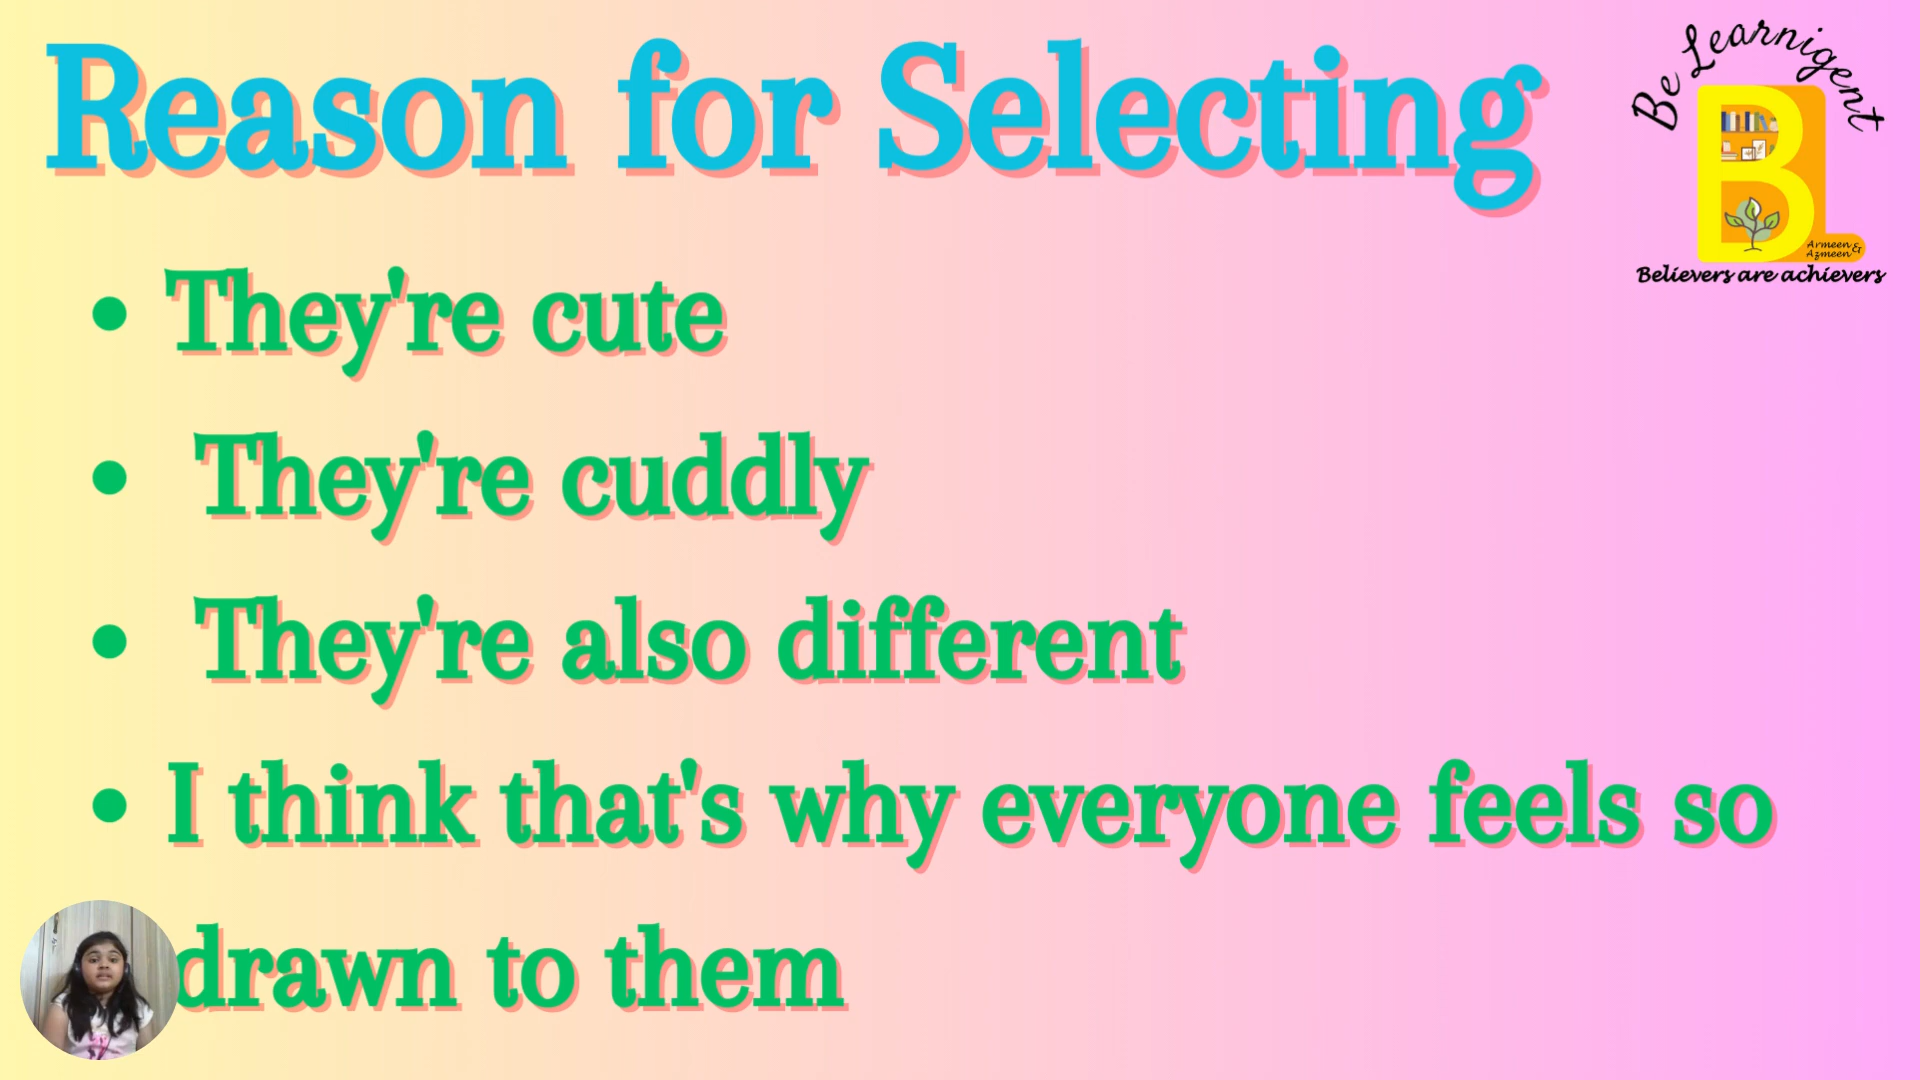 Reason for Selecting
Be Learnigent
B
Armeen &
Azmeen
Believers are achievers
• They're cute
• They're cuddly
• They're also different
• I think that's why everyone feels so
drawn to them